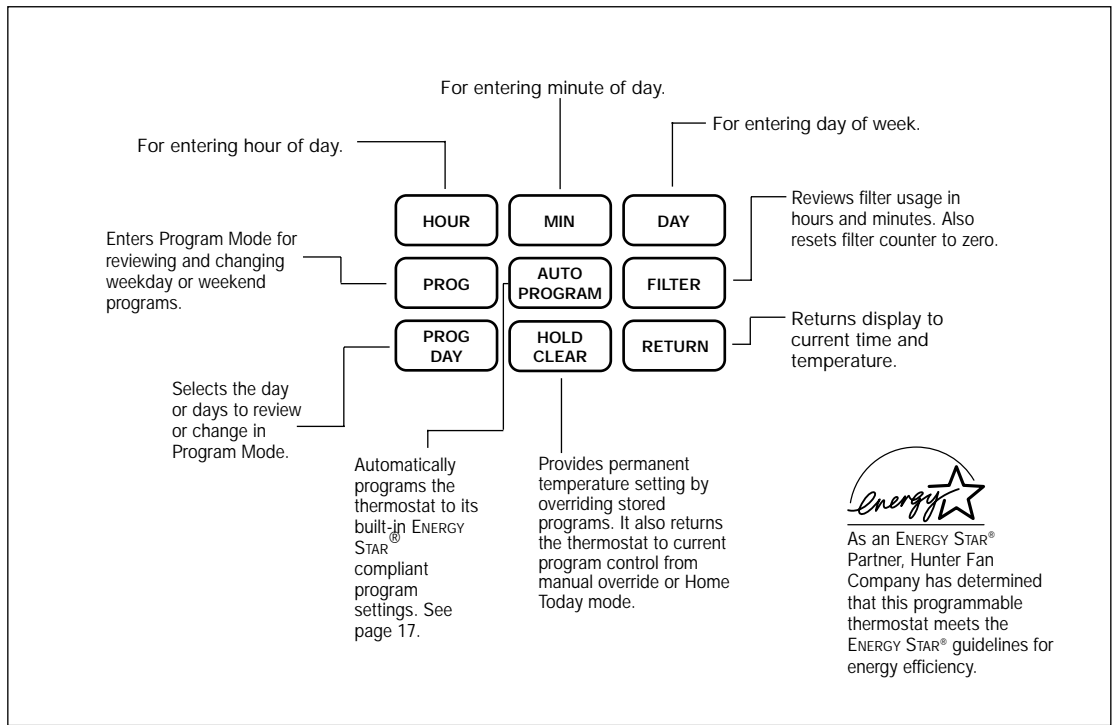 For entering minute of day.
For entering hour of day.
For entering day of week.
HOUR
MIN
DAY
Reviews filter usage in
hours and minutes. Also
resets filter counter to zero.
Enters Program Mode for
reviewing and changing
weekday or weekend
programs.
PROG
AUTO
PROGRAM
FILTER
PROG
DAY
HOLD
CLEAR
RETURN
Returns display to
current time and
temperature.
Selects the day
or days to review
or change in
Program Mode.
Automatically
programs the
thermostat to its
built-in ENERGY
STAR®
compliant
program
settings. See
page 17.
Provides permanent
temperature setting by
overriding stored
programs. It also returns
the thermostat to current
program control from
manual override or Home
Today mode.
energy
As an ENERGY STAR®
Partner, Hunter Fan
Company has determined
that this programmable
thermostat meets the
ENERGY STAR® guidelines for
energy efficiency.